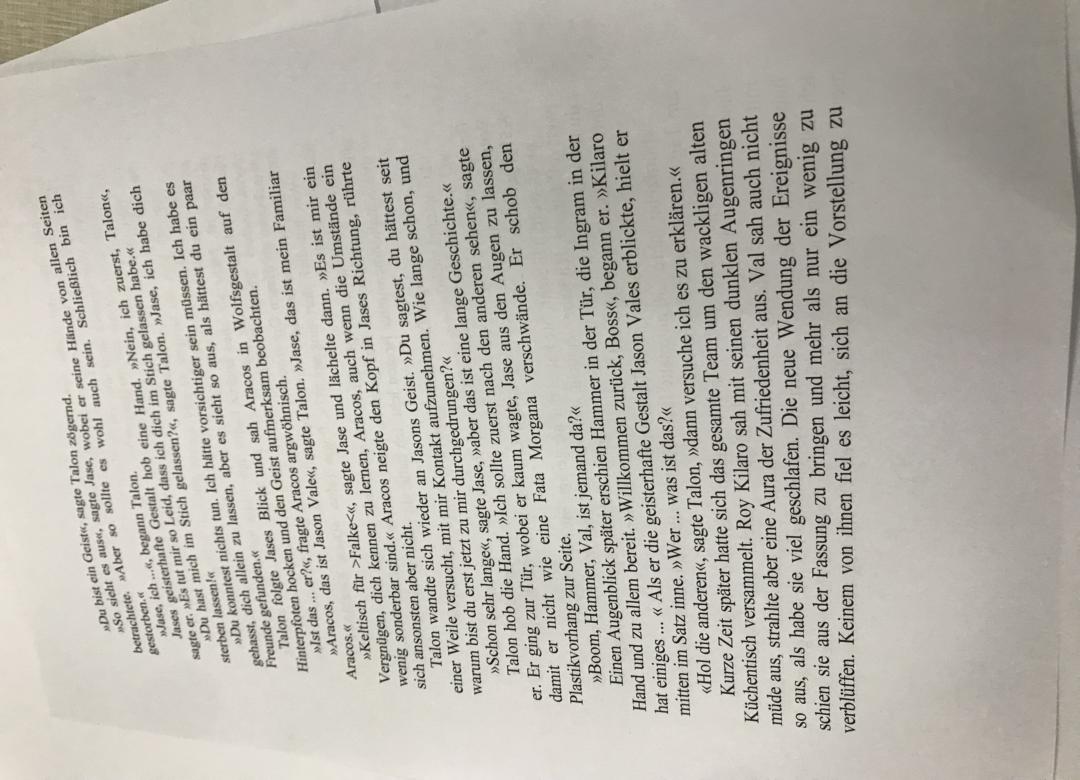 »Du bist ein Geist«, sagte Talon zögernd.
»So sieht es aus«, sagte Jase, wobei er seine Hände von allen Seiten
betrachtete. »Aber so sollte es wohl auch sein. Schließlich bin ich
gestorben.«
»Jase, ich ...«, begann Talon.
Jases geisterhafte Gestalt hob eine Hand. »Nein, ich zuerst, Talon«,
sagte er. »Es tut mir so Leid, dass ich dich im Stich gelassen habe.«
»Du hast mich im Stich gelassen?«, sagte Talon. »Jase, ich habe dich
sterben lassen!«
»Du konntest nichts tun. Ich hätte vorsichtiger sein müssen. Ich habe es
gehasst, dich allein zu lassen, aber es sieht so aus, als hättest du ein paar
Freunde gefunden.«
Talon folgte Jases Blick und sah Aracos in Wolfsgestalt auf den
Hinterpfoten hocken und den Geist aufmerksam beobachten.
»Ist das ... er?«, fragte Aracos argwöhnisch.
»Aracos, das ist Jason Vale«, sagte Talon. »Jase, das ist mein Familiar
Aracos.«
»Keltisch für >Falke<«, sagte Jase und lächelte dann. »Es ist mir ein
Vergnügen, dich kennen zu lernen, Aracos, auch wenn die Umstände ein
wenig sonderbar sind.« Aracos neigte den Kopf in Jases Richtung, rührte
sich ansonsten aber nicht.
Talon wandte sich wieder an Jasons Geist. »Du sagtest, du hättest seit
einer Weile versucht, mit mir Kontakt aufzunehmen. Wie lange schon, und
warum bist du erst jetzt zu mir durchgedrungen?«
»Schon sehr lange«, sagte Jase, »aber das ist eine lange Geschichte.«
Talon hob die Hand. »Ich sollte zuerst nach den anderen sehen«, sagte
er. Er ging zur Tür, wobei er kaum wagte, Jase aus den Augen zu lassen,
damit er nicht wie eine Fata Morgana verschwände. Er schob den
Plastikvorhang zur Seite.
»Boom, Hammer, Val, ist jemand da?«
Einen Augenblick später erschien Hammer in der Tür, die Ingram in der
Hand und zu allem bereit. »Willkommen zurück, Boss«, begann er. »Kilaro
hat einiges ... « Als er die geisterhafte Gestalt Jason Vales erblickte, hielt er
mitten im Satz inne. »Wer ... was ist das?«
«Hol die anderen«, sagte Talon, »dann versuche ich es zu erklären.«
Kurze Zeit später hatte sich das gesamte Team um den wackligen alten
Küchentisch versammelt. Roy Kilaro sah mit seinen dunklen Augenringen
müde aus, strahlte aber eine Aura der Zufriedenheit aus. Val sah auch nicht
so aus, als habe sie viel geschlafen. Die neue Wendung der Ereignisse
schien sie aus der Fassung zu bringen und mehr als nur ein wenig zu
verblüffen. Keinem von ihnen fiel es leicht, sich an die Vorstellung zu